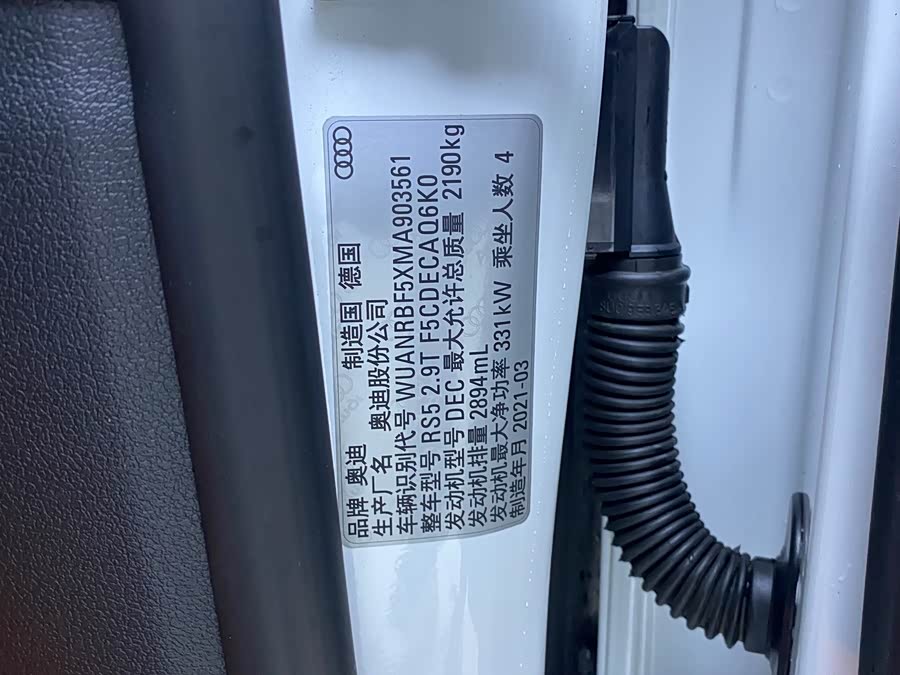 品牌 奥迪 制造国 德国
生产厂名 奥迪股份公司
车辆识别代号 WUANRBF5XMA903561
整车型号 RS5 2.9T F5CDECAQ6K0
发动机型号 DEC 最大允许总质量 2190kg
发动机排量 2894mL
发动机最大净功率 331kW 乘坐人数 4
制造年月 2021-03